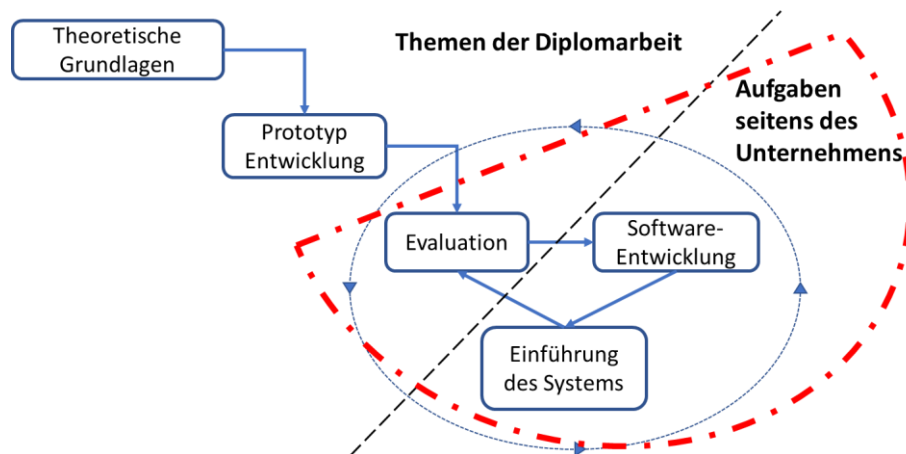 Theoretische
Grundlagen
Themen der Diplomarbeit
Aufgaben
seitens des
Unternehmens
Prototyp
Entwicklung
Evaluation
Software-
Entwicklung
Einführung
des Systems